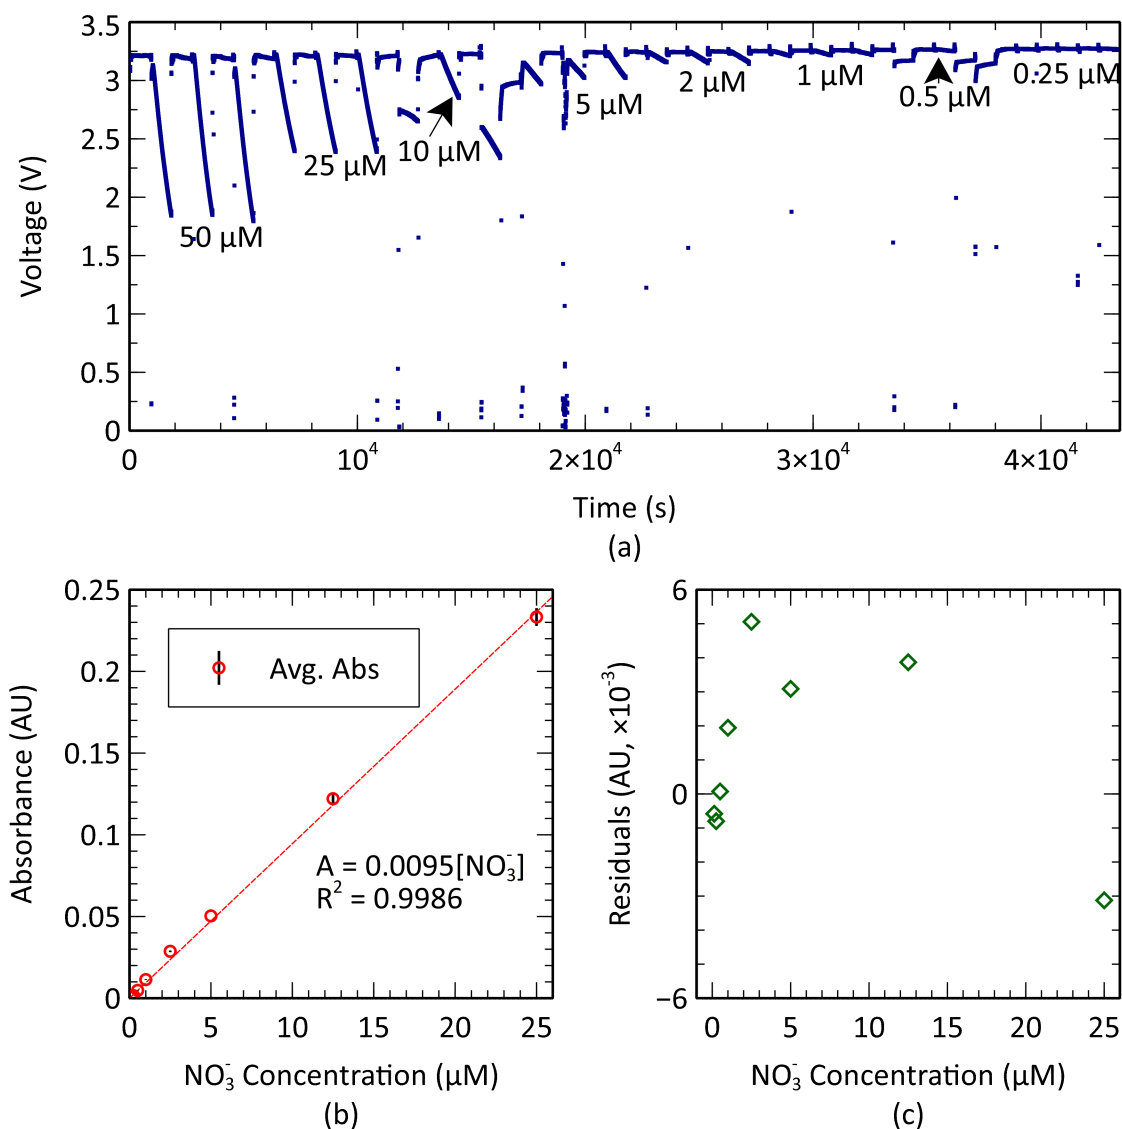 3.5
3
2.5
2
1.5
1
0.5
0
Voltage (V)
50 µM
25 µM
10 µM
5 µM
2 µM
1 µM
0.5 µM
0.25 µM
0
10⁴
2×10⁴
3×10⁴
4×10⁴
Time (s)
(a)
0.25
0.2
0.15
0.1
0.05
0
Absorbance (AU)
Avg. Abs
A = 0.0095[NO₃⁻]
R² = 0.9986
0
5
10
15
20
25
NO₃⁻ Concentration (µM)
(b)
6
0
−6
Residuals (AU, ×10⁻³)
0
5
10
15
20
25
NO₃⁻ Concentration (µM)
(c)